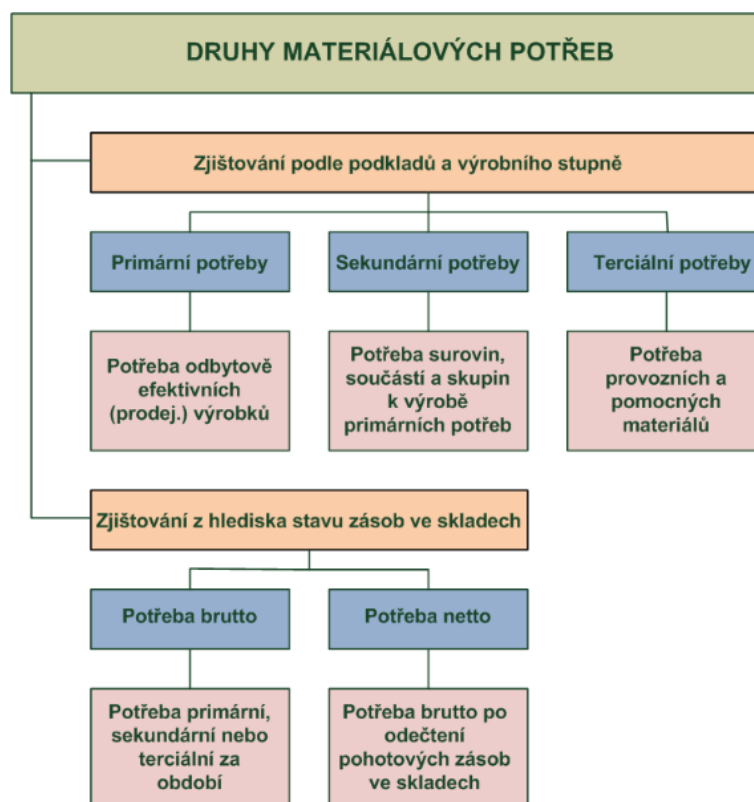 DRUHY MATERIÁLOVÝCH POTŘEB
Zjištování podle podkladů a výrobního stupně
Primární potřeby
Sekundární potřeby
Terciální potřeby
Potřeba odbytově
efektivních
(prodej.) výrobků
Potřeba surovin,
součástí a skupin
k výrobě
primárních potřeb
Potřeba
provozních a
pomocných
materiálů
Zjištování z hlediska stavu zásob ve skladech
Potřeba brutto
Potřeba netto
Potřeba primární,
sekundární nebo
terciální za
období
Potřeba brutto po
odečtení
pohotových zásob
ve skladech